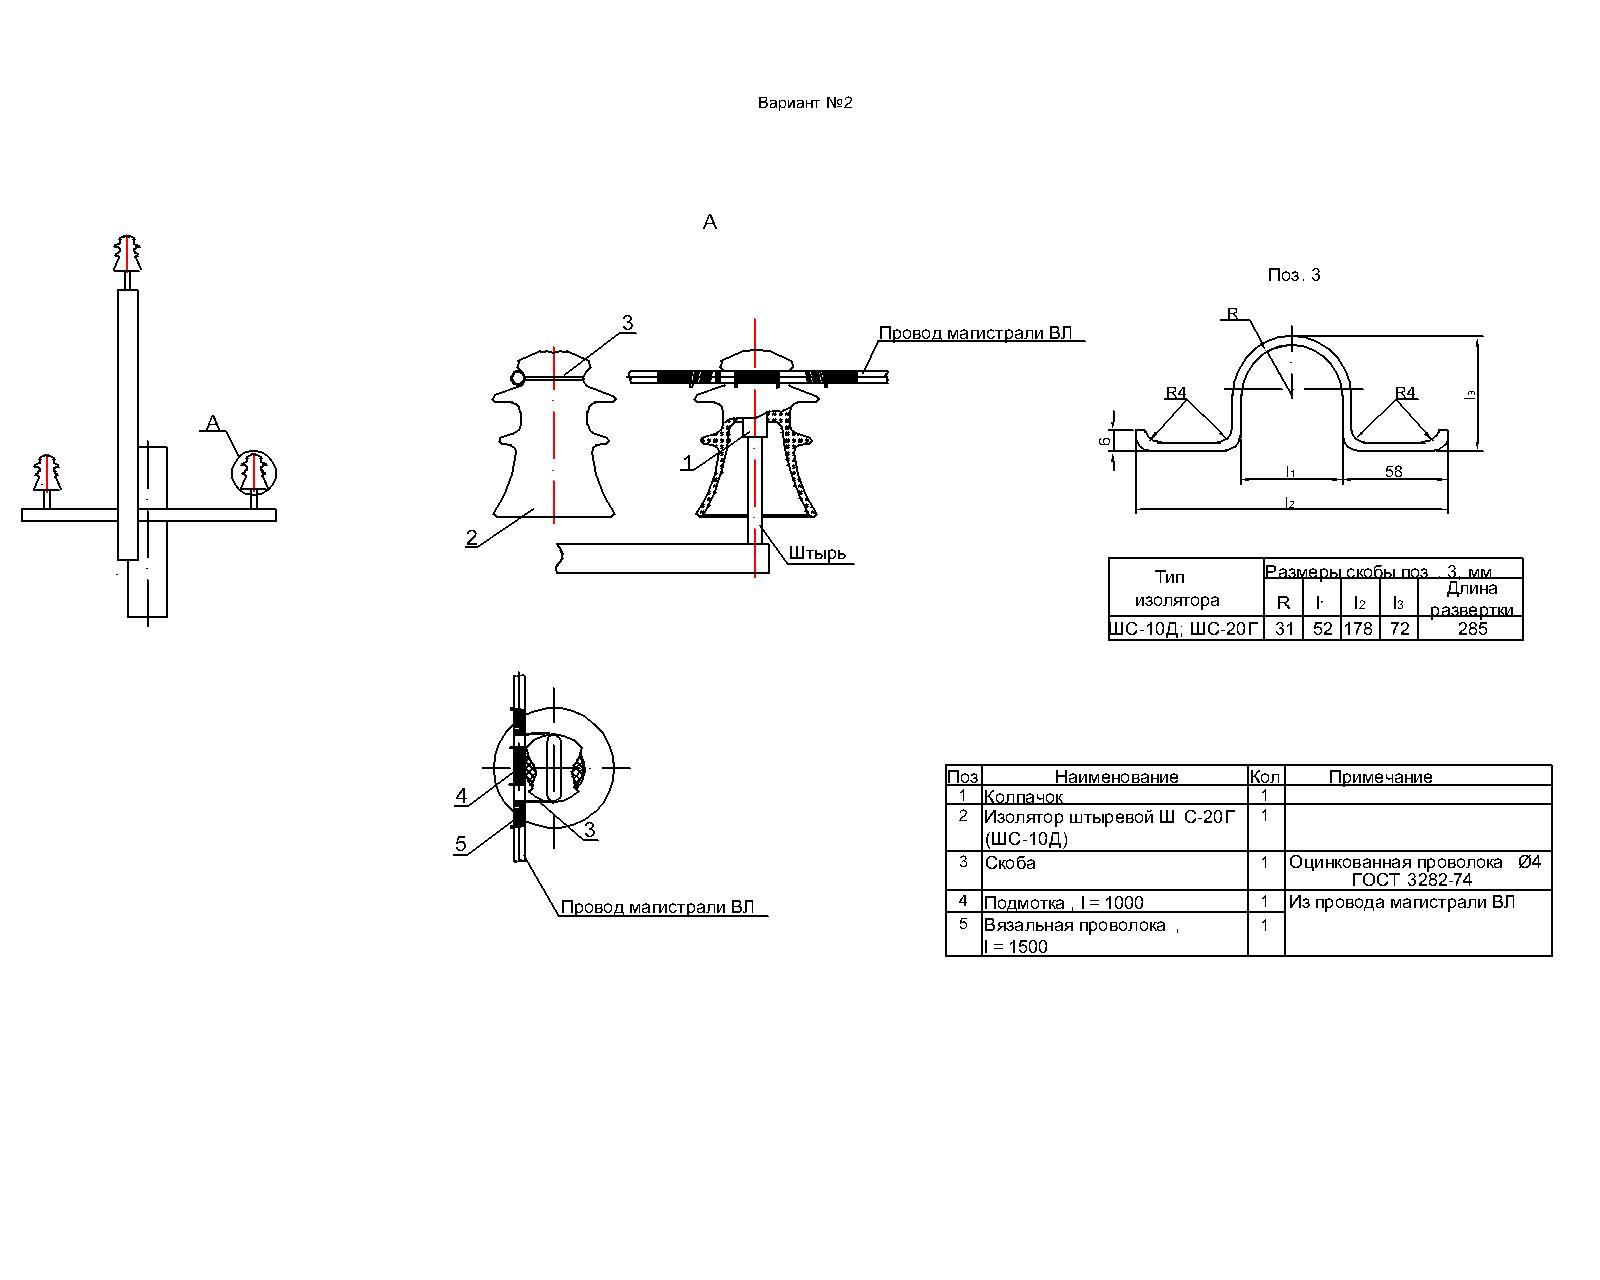 Вариант №2
А
Поз. 3
R
R4
R4
l3
6
l1
58
l2
3
Провод магистрали ВЛ
1
2
Штырь
А
Тип изолятора
Размеры скобы поз. 3, мм
R
l1
l2
l3
Длина развертки
ШС-10Д; ШС-20Г
31
52
178
72
285
4
5
3
Провод магистрали ВЛ
Поз
Наименование
Кол
Примечание
1
Колпачок
1
2
Изолятор штыревой Ш С-20Г
(ШС-10Д)
1
3
Скоба
1
Оцинкованная проволока Ø4
ГОСТ 3282-74
4
Подмотка , l = 1000
1
Из провода магистрали ВЛ
5
Вязальная проволока ,
l = 1500
1